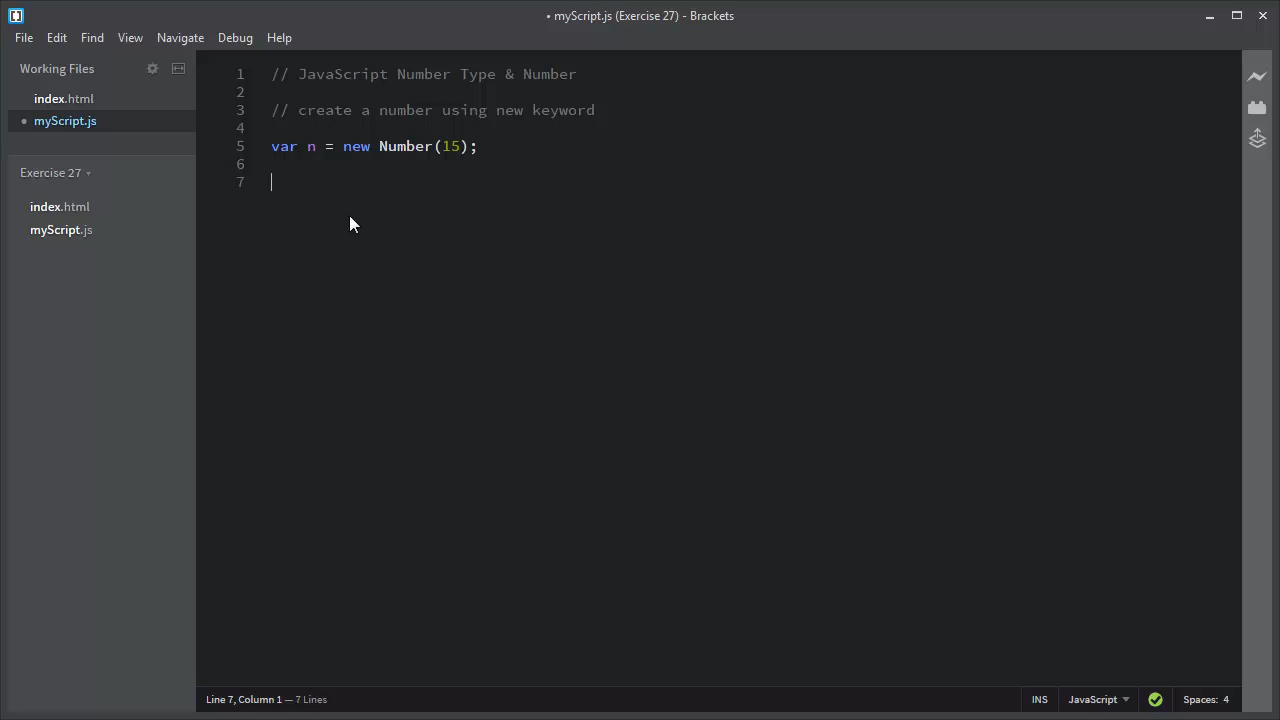 • myScript.js (Exercise 27) - Brackets
File Edit Find View Navigate Debug Help
Working Files
index.html
• myScript.js
Exercise 27
index.html
myScript.js
1 // JavaScript Number Type & Number
2
3 // create a number using new keyword
4
5 var n = new Number(15);
6
7
Line 7, Column 1 — 7 Lines
INS JavaScript Spaces: 4